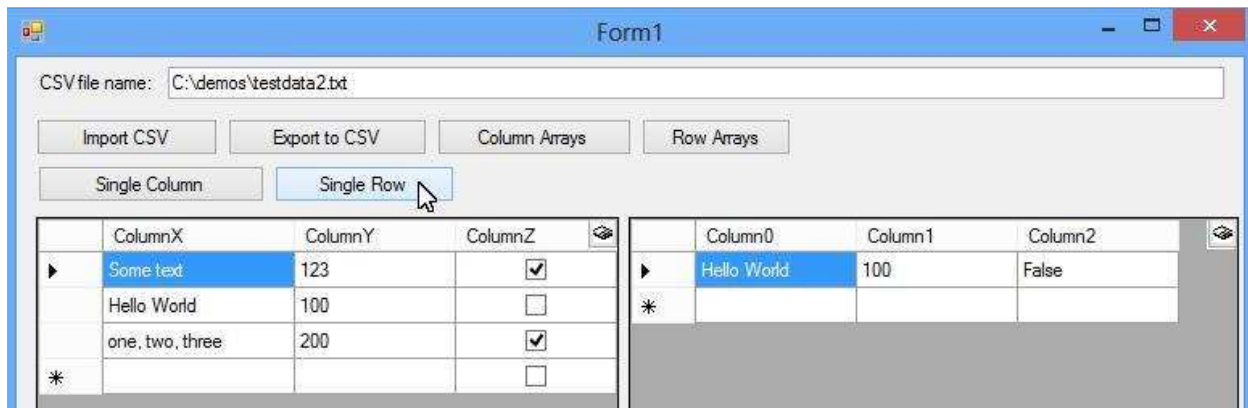 Form1
CSV file name: C:\demos\testdata2.txt
Import CSV Export to CSV Column Arrays Row Arrays
Single Column Single Row
ColumnX ColumnY ColumnZ Column0 Column1 Column2
Some text 123 Hello World 100 False
Hello World 100
one, two, three 200